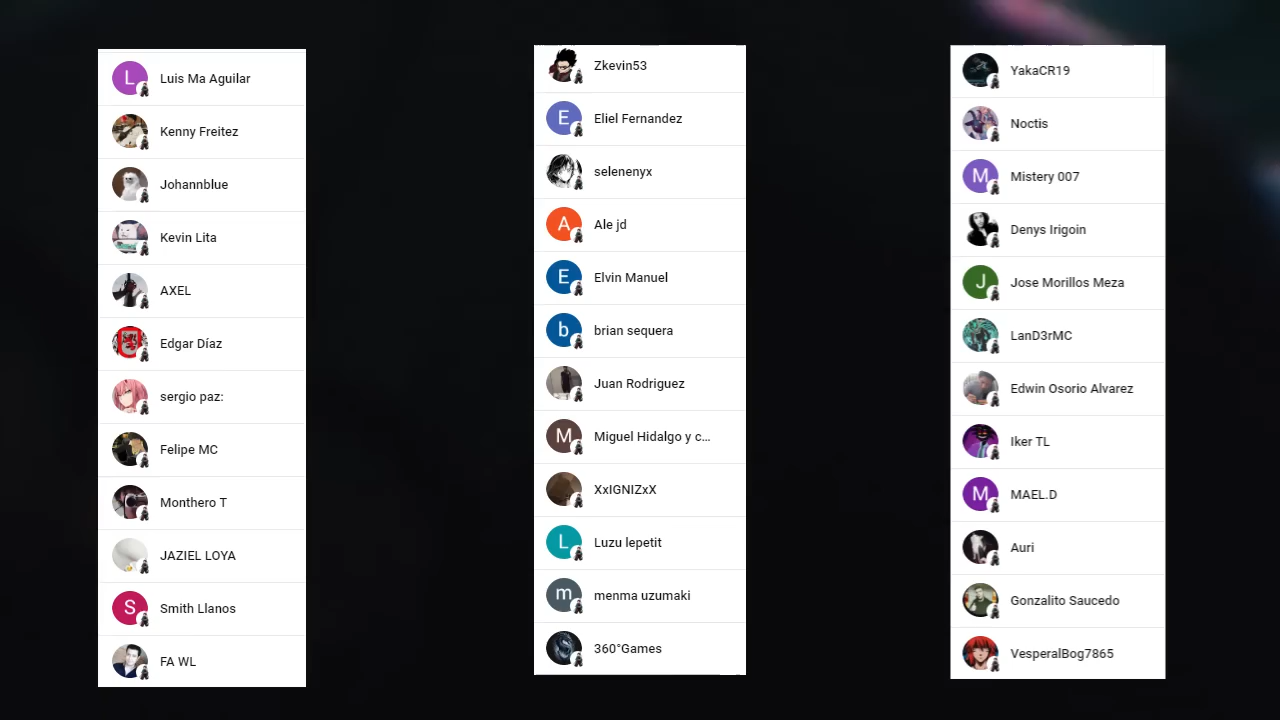 L Luis Ma Aguilar
Kenny Freitez
Johannblue
Kevin Lita
AXEL
Edgar Díaz
sergio paz:
Felipe MC
Monthero T
JAZIEL LOYA
S Smith Llanos
FA WL
Zkevin53
E Eliel Fernandez
selenenyx
A Ale jd
E Elvin Manuel
b brian sequera
Juan Rodriguez
M Miguel Hidalgo y c...
XxIGNIZxX
L Luzu lepetit
m menma uzumaki
360°Games
YakaCR19
Noctis
M Mistery 007
Denys Irigoin
J Jose Morillos Meza
LanD3rMC
Edwin Osorio Alvarez
Iker TL
M MAEL.D
Auri
Gonzalito Saucedo
VesperalBog7865